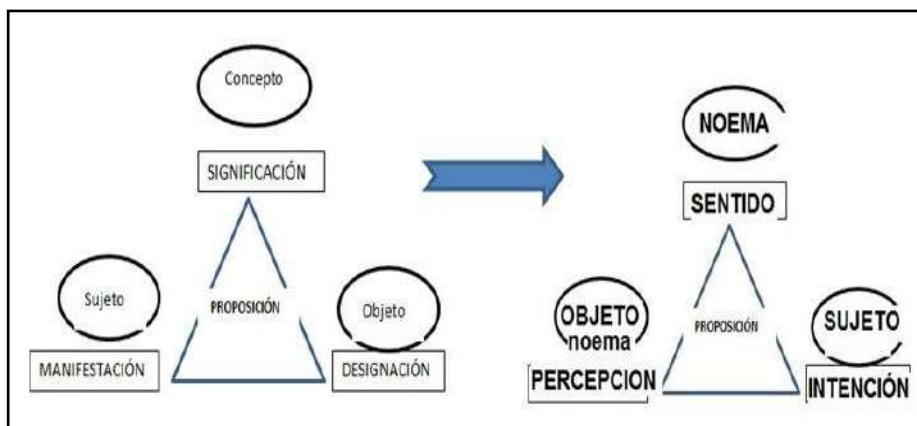 Concepto
SIGNIFICACIÓN
Sujeto
PROPOSICIÓN
Objeto
MANIFESTACIÓN
DESIGNACIÓN
NOEMA
SENTIDO
OBJETO
noema
PROPOSICIÓN
SUJETO
PERCEPCION
INTENCIÓN